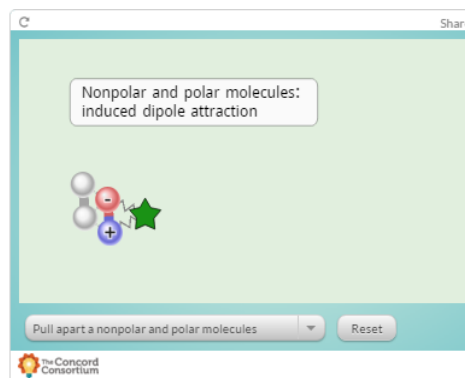 Share
Nonpolar and polar molecules:
induced dipole attraction
-
+
Pull apart a nonpolar and polar molecules
Reset
The Concord
Consortium